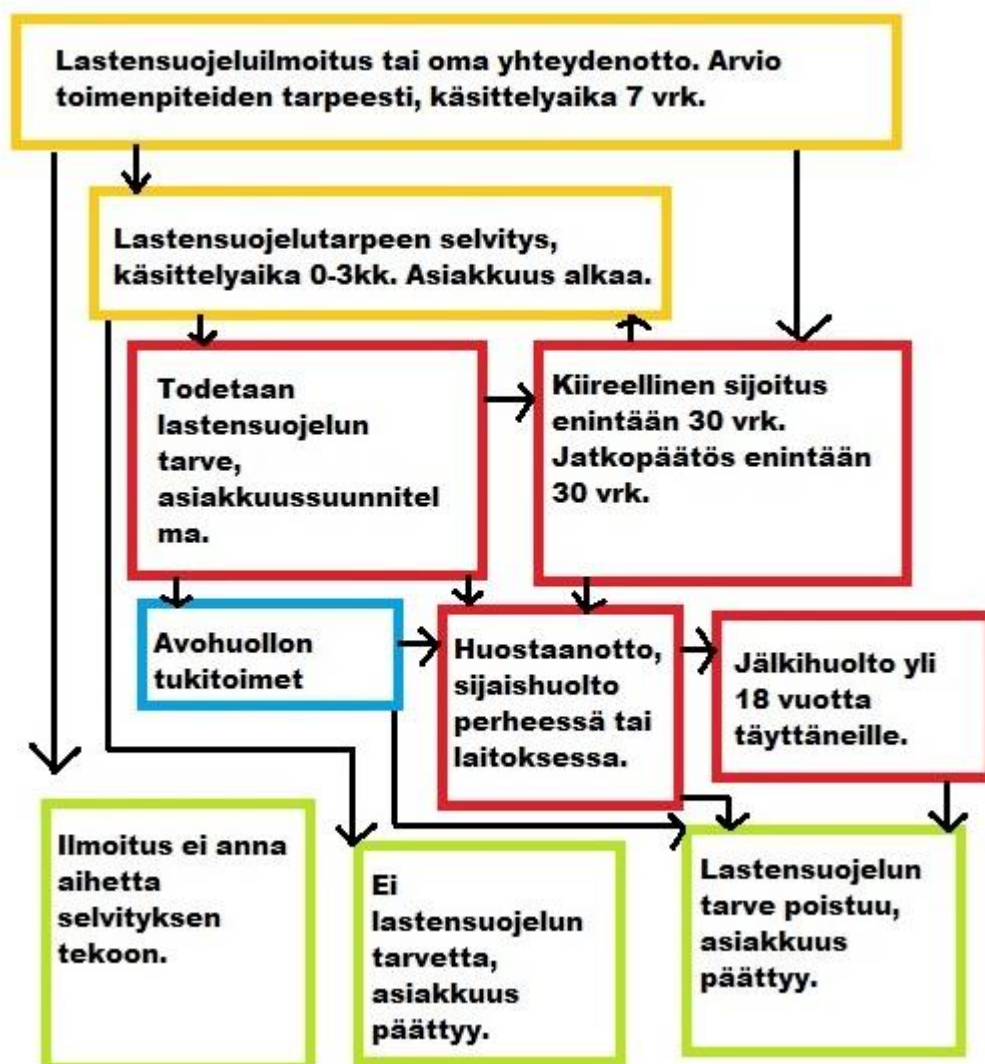 Lastensuojeluilmoitus tai oma yhteydenotto. Arvio
toimenpiteiden tarpeesti, käsittelyaika 7 vrk.
Lastensuojelutarpeen selvitys,
käsittelyaika 0-3kk. Asiakkuus alkaa.
Todetaan
lastensuojelun
tarve,
asiakkuussuunnitel
ma.
Kiireellinen sijoitus
enintään 30 vrk.
Jatkopäätös enintään
30 vrk.
Avohuollon
tukitoimet
Huostaanotto,
sijaishuolto
perheessä tai
laitoksessa.
Jälkihuolto yli
18 vuotta
täyttäneille.
Ilmoitus ei anna
aihetta
selvityksen
tekoon.
Ei
lastensuojelun
tarvetta,
asiakkuus
päättyy.
Lastensuojelun
tarve poistuu,
asiakkuus
päättyy.